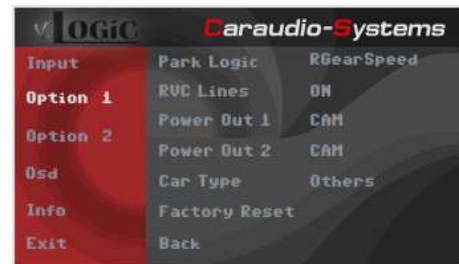 v LOGiC Caraudio-Systems
Input Park Logic RGearSpeed
Option 1 RVC Lines ON
Power Out 1 CAM
Option 2 Power Out 2 CAM
Osd Car Type Others
Info Factory Reset
Exit Back